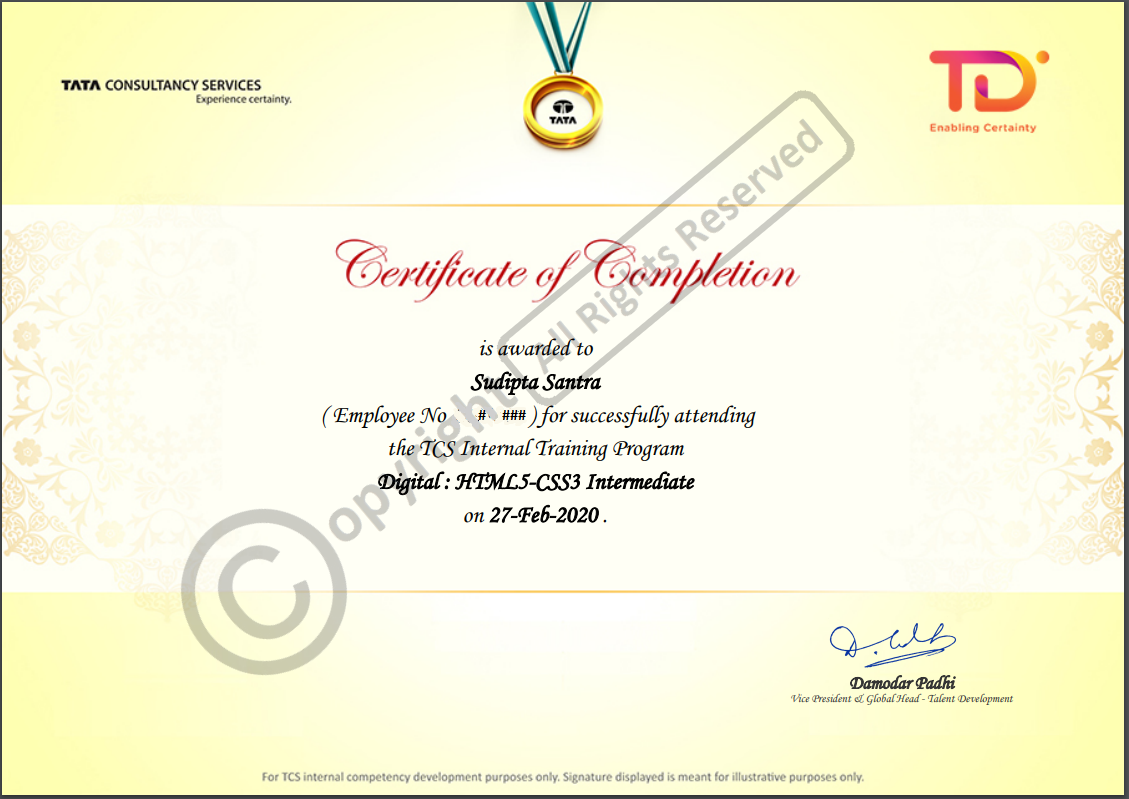 TATA CONSULTANCY SERVICES
Experience certainty.
TATA
TD
Enabling Certainty
Certificate of Completion
is awarded to
Sudipta Santra
( Employee No # ### ) for successfully attending
the TCS Internal Training Program
Digital : HTML5-CSS3 Intermediate
on 27-Feb-2020 .
© Copyright All Rights Reserved
Damodar Padhi
Vice President & Global Head - Talent Development
For TCS internal competency development purposes only. Signature displayed is meant for illustrative purposes only.